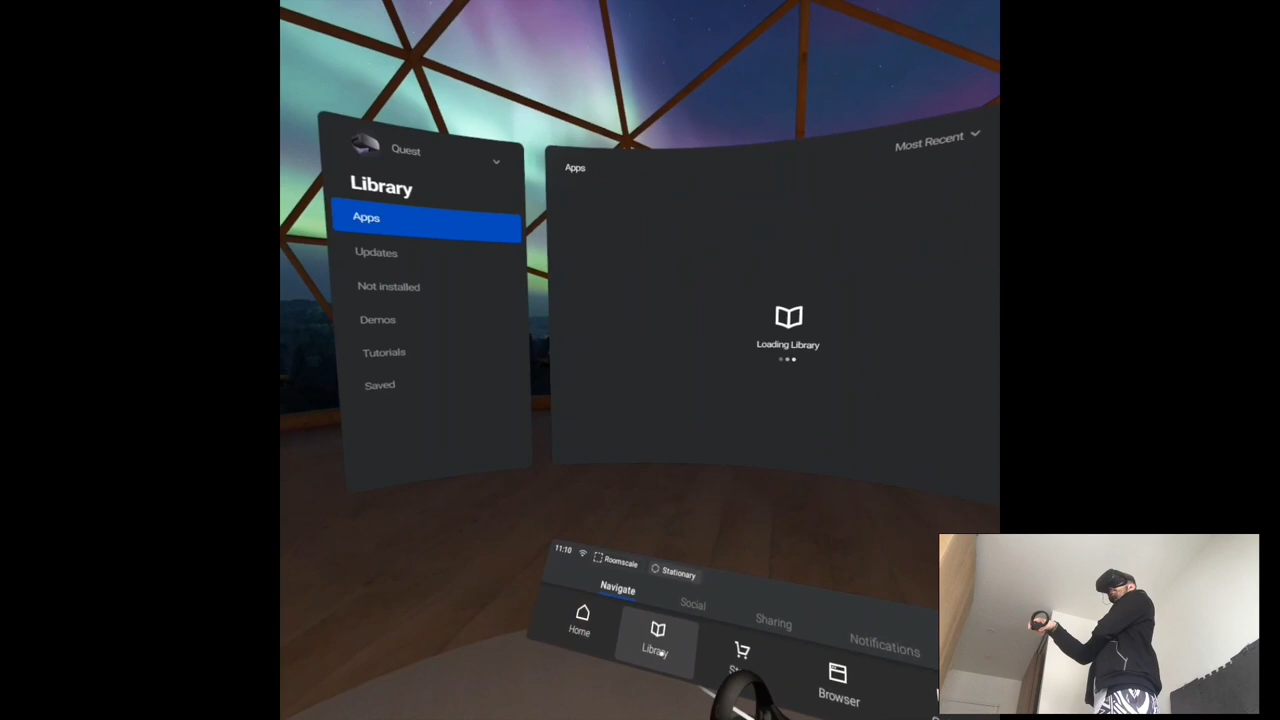 Quest
Library
Apps
Updates
Not installed
Demos
Tutorials
Saved
Apps
Most Recent
Loading Library
11:10
Roomscale
Stationary
Navigate
Social
Sharing
Notifications
Home
Library
Browser